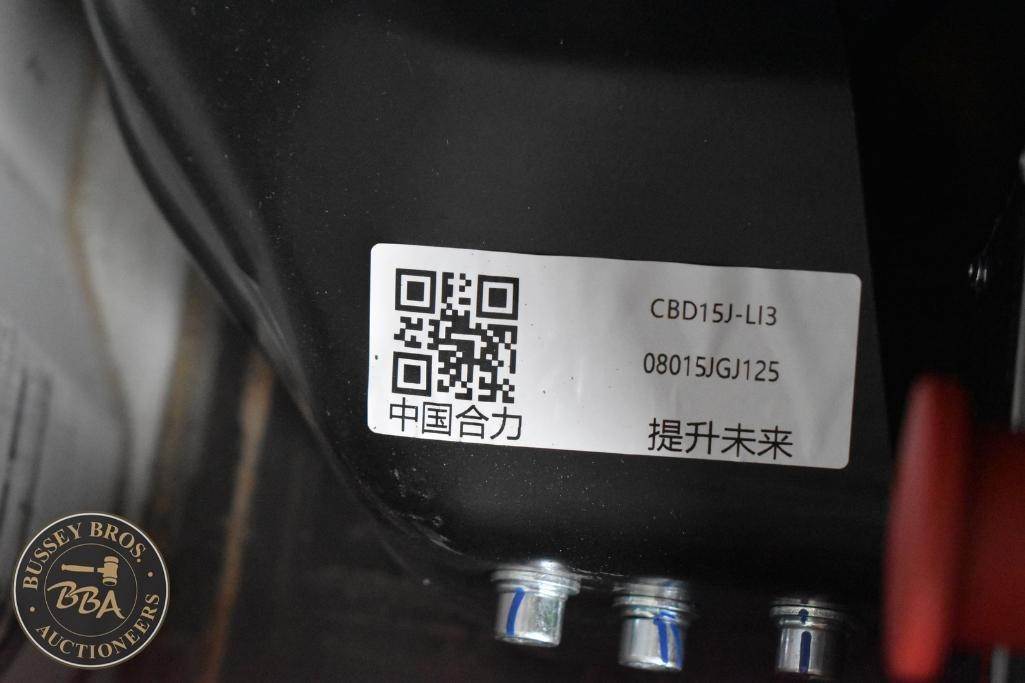 CBD15J-LI3
08015JGJ125
中国合力
提升未来
BUSSEY BROS.
BBA
AUCTIONEERS